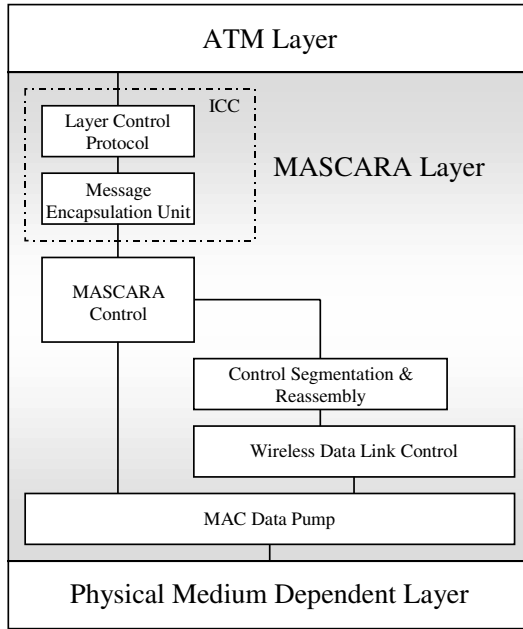 ATM Layer
ICC
Layer Control
Protocol
MASCARA Layer
Message
Encapsulation Unit
MASCARA
Control
Control Segmentation &
Reassembly
Wireless Data Link Control
MAC Data Pump
Physical Medium Dependent Layer